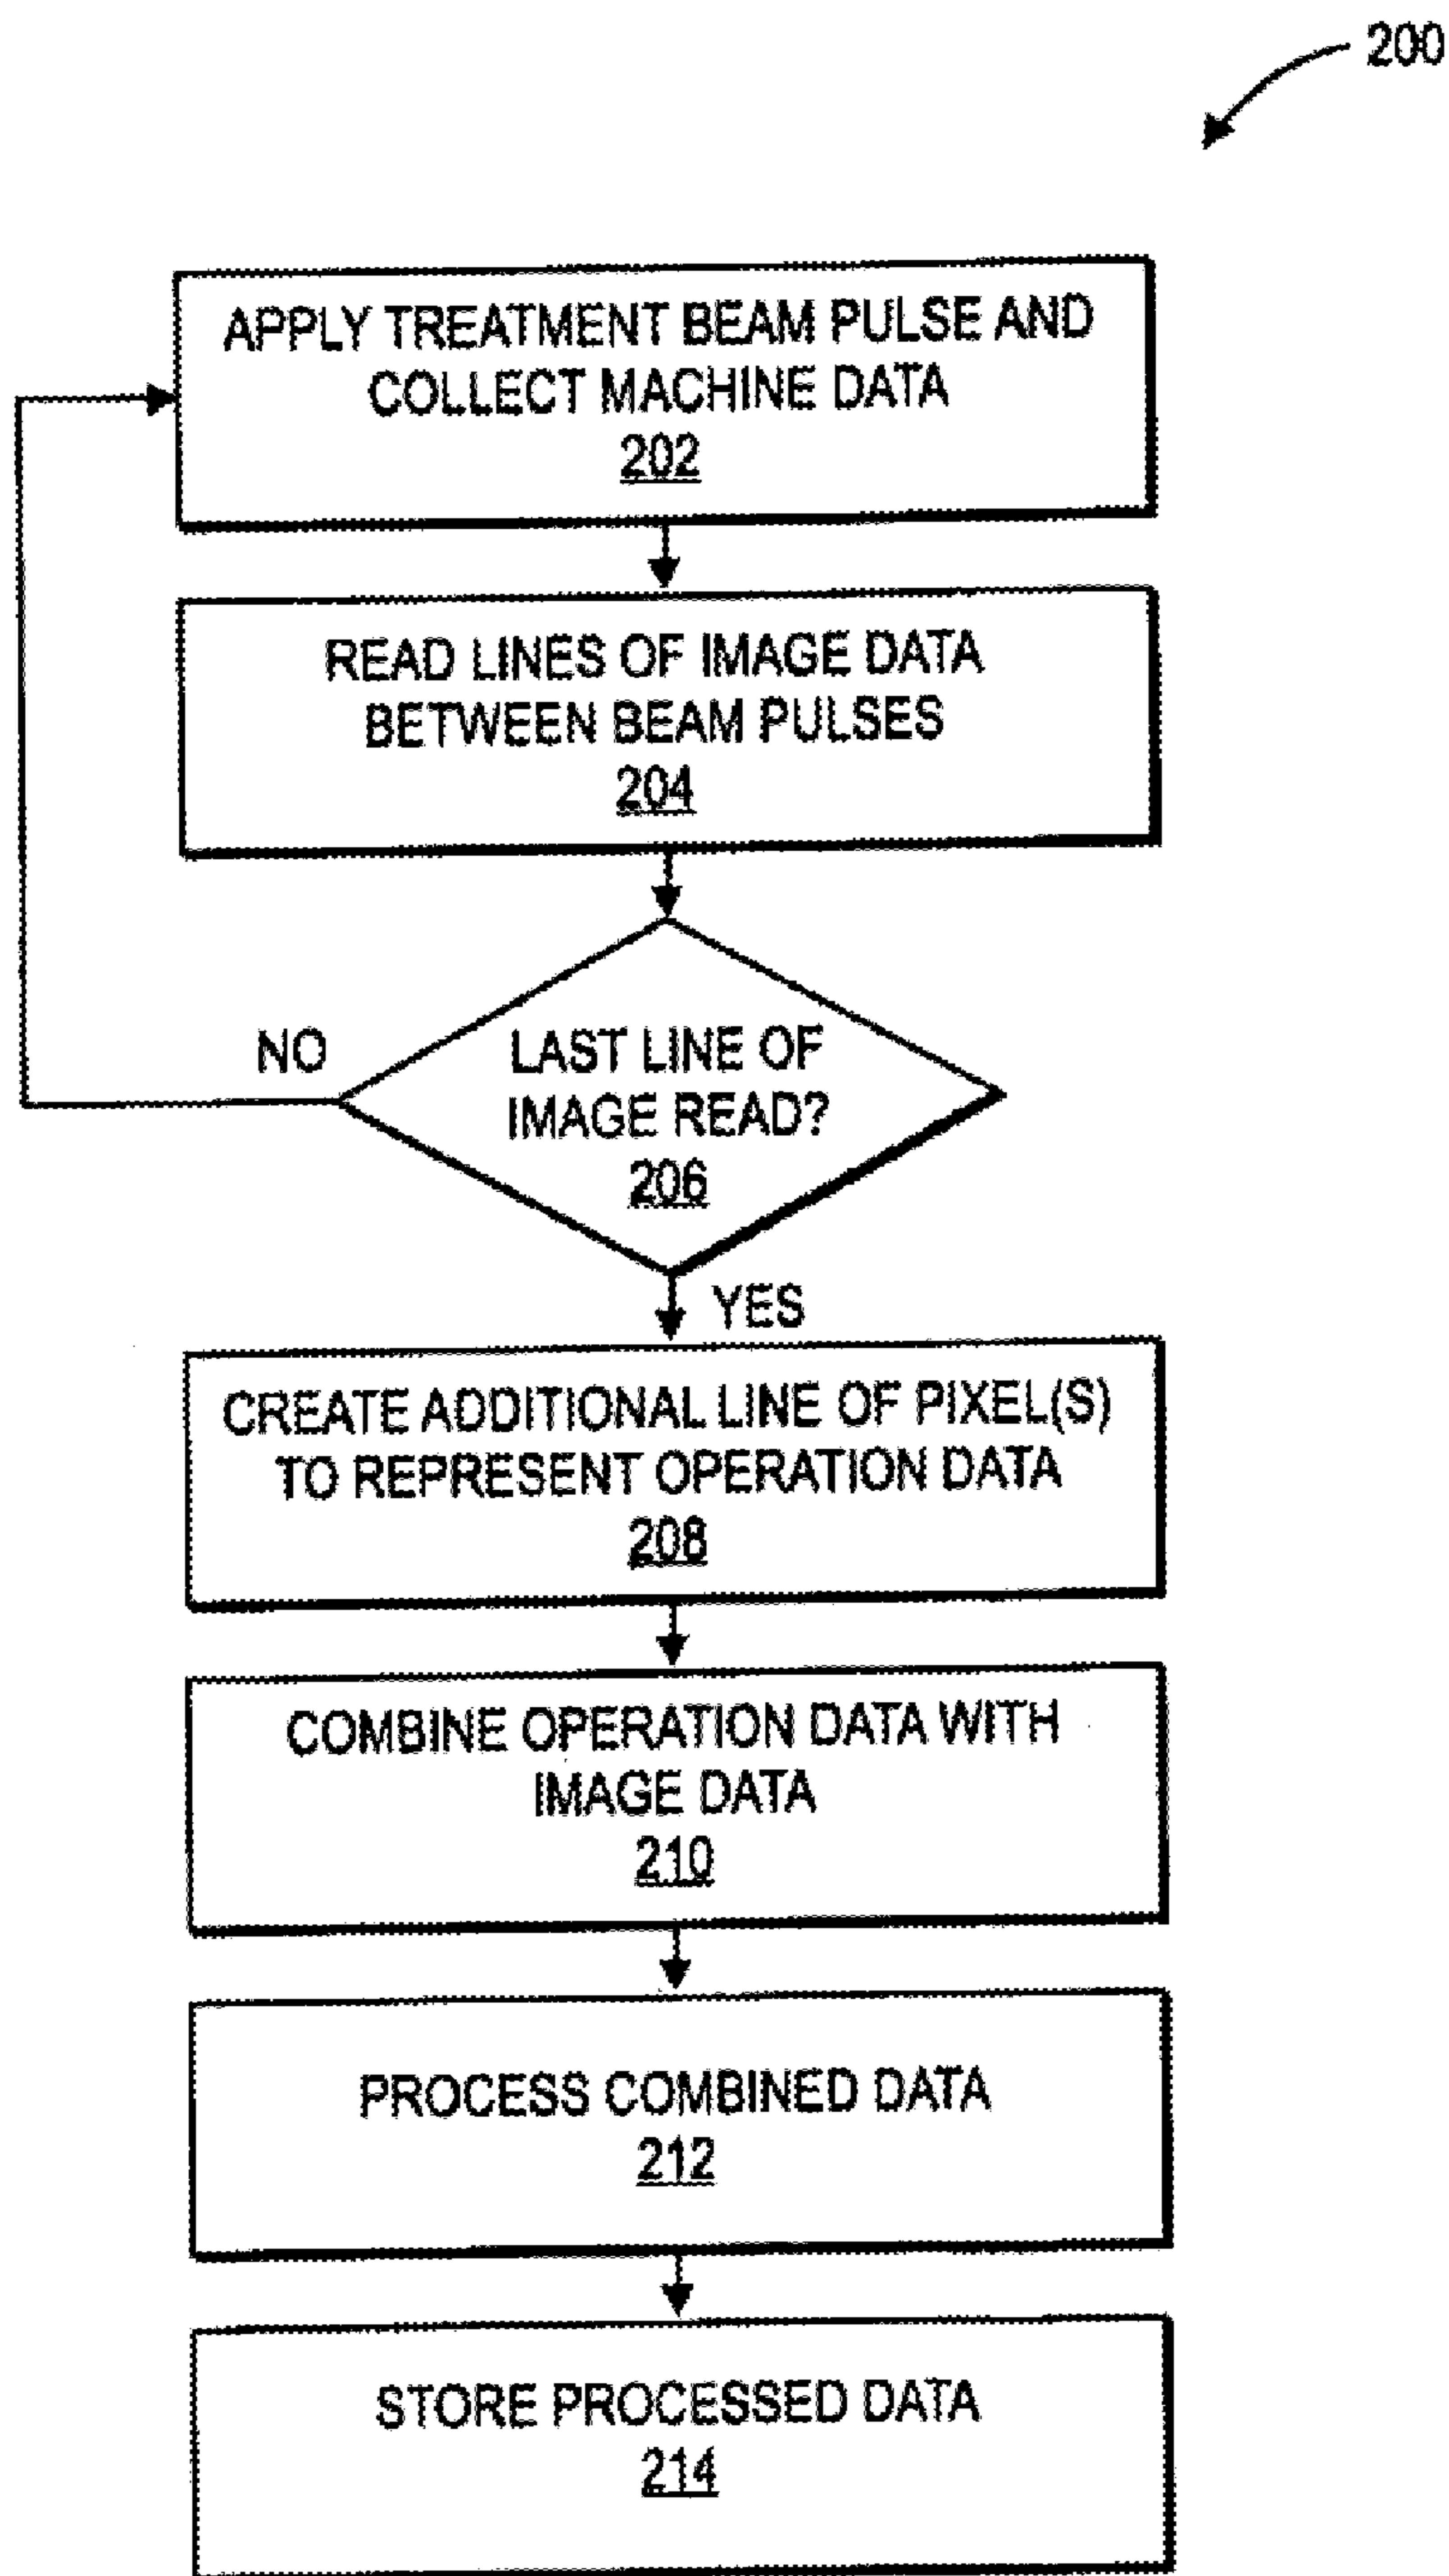 200
APPLY TREATMENT BEAM PULSE AND
COLLECT MACHINE DATA
202
READ LINES OF IMAGE DATA
BETWEEN BEAM PULSES
204
NO
LAST LINE OF
IMAGE READ?
206
YES
CREATE ADDITIONAL LINE OF PIXEL(S)
TO REPRESENT OPERATION DATA
208
COMBINE OPERATION DATA WITH
IMAGE DATA
210
PROCESS COMBINED DATA
212
STORE PROCESSED DATA
214